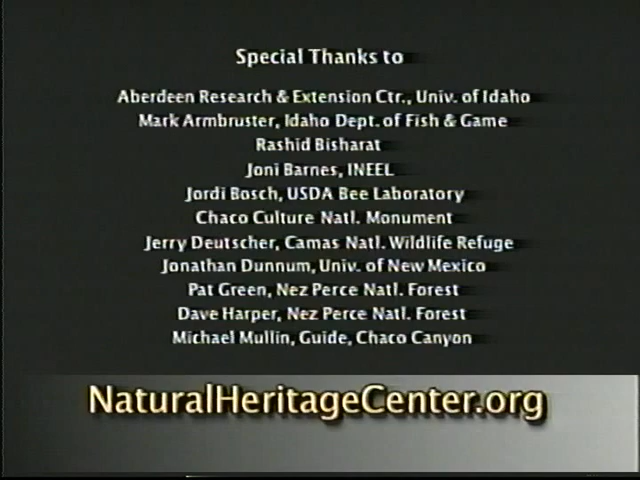 Special Thanks to
Aberdeen Research & Extension Ctr., Univ. of Idaho
Mark Armbruster, Idaho Dept. of Fish & Game
Rashid Bisharat
Joni Barnes, INEEL
Jordi Bosch, USDA Bee Laboratory
Chaco Culture Natl. Monument
Jerry Deutscher, Camas Natl. Wildlife Refuge
Jonathan Dunnum, Univ. of New Mexico
Pat Green, Nez Perce Natl. Forest
Dave Harper, Nez Perce Natl. Forest
Michael Mullin, Guide, Chaco Canyon
NaturalHeritageCenter.org